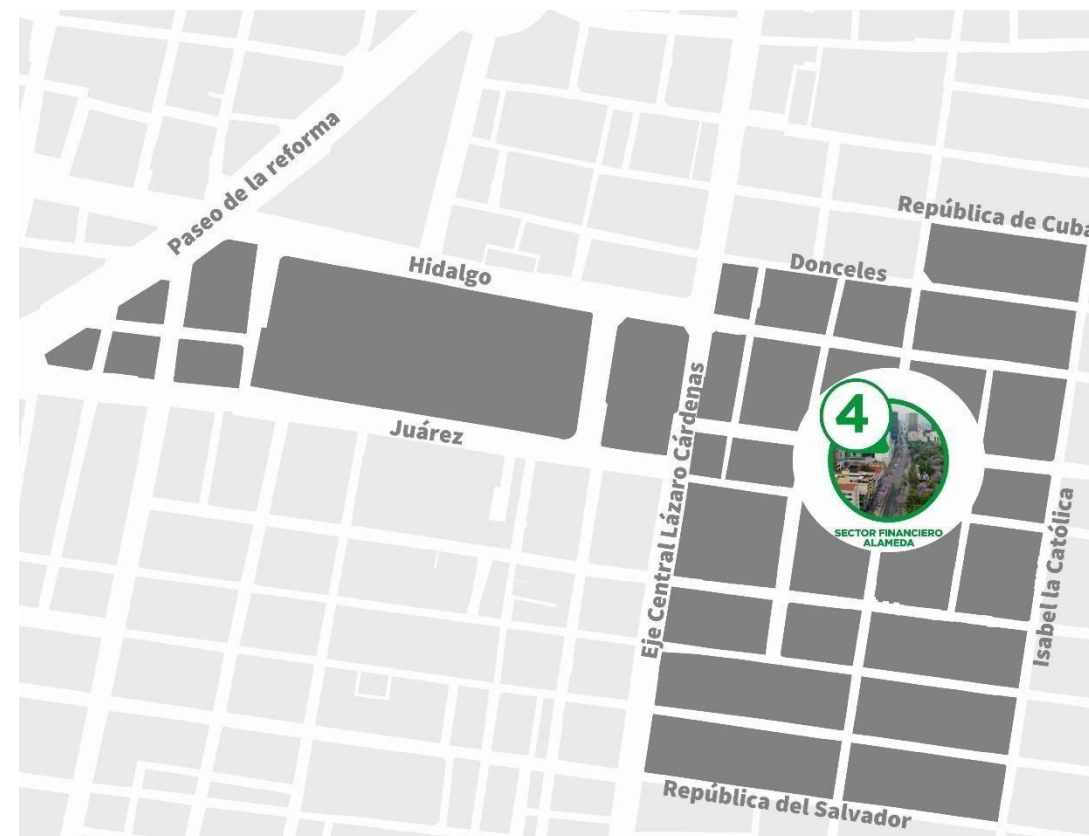 Paseo de la reforma
República de Cuba
Hidalgo
Donceles
Juárez
Eje Central Lázaro Cárdenas
4
SECTOR FINANCIERO
ALAMEDA
Isabel la Católica
República del Salvador